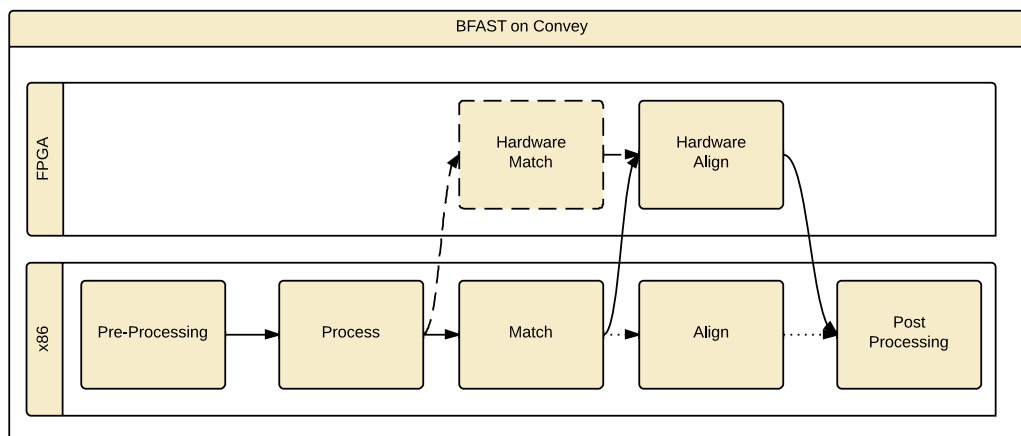 BFAST on Convey
FPGA
Hardware
Match
Hardware
Align
x86
Pre-Processing
Process
Match
Align
Post
Processing